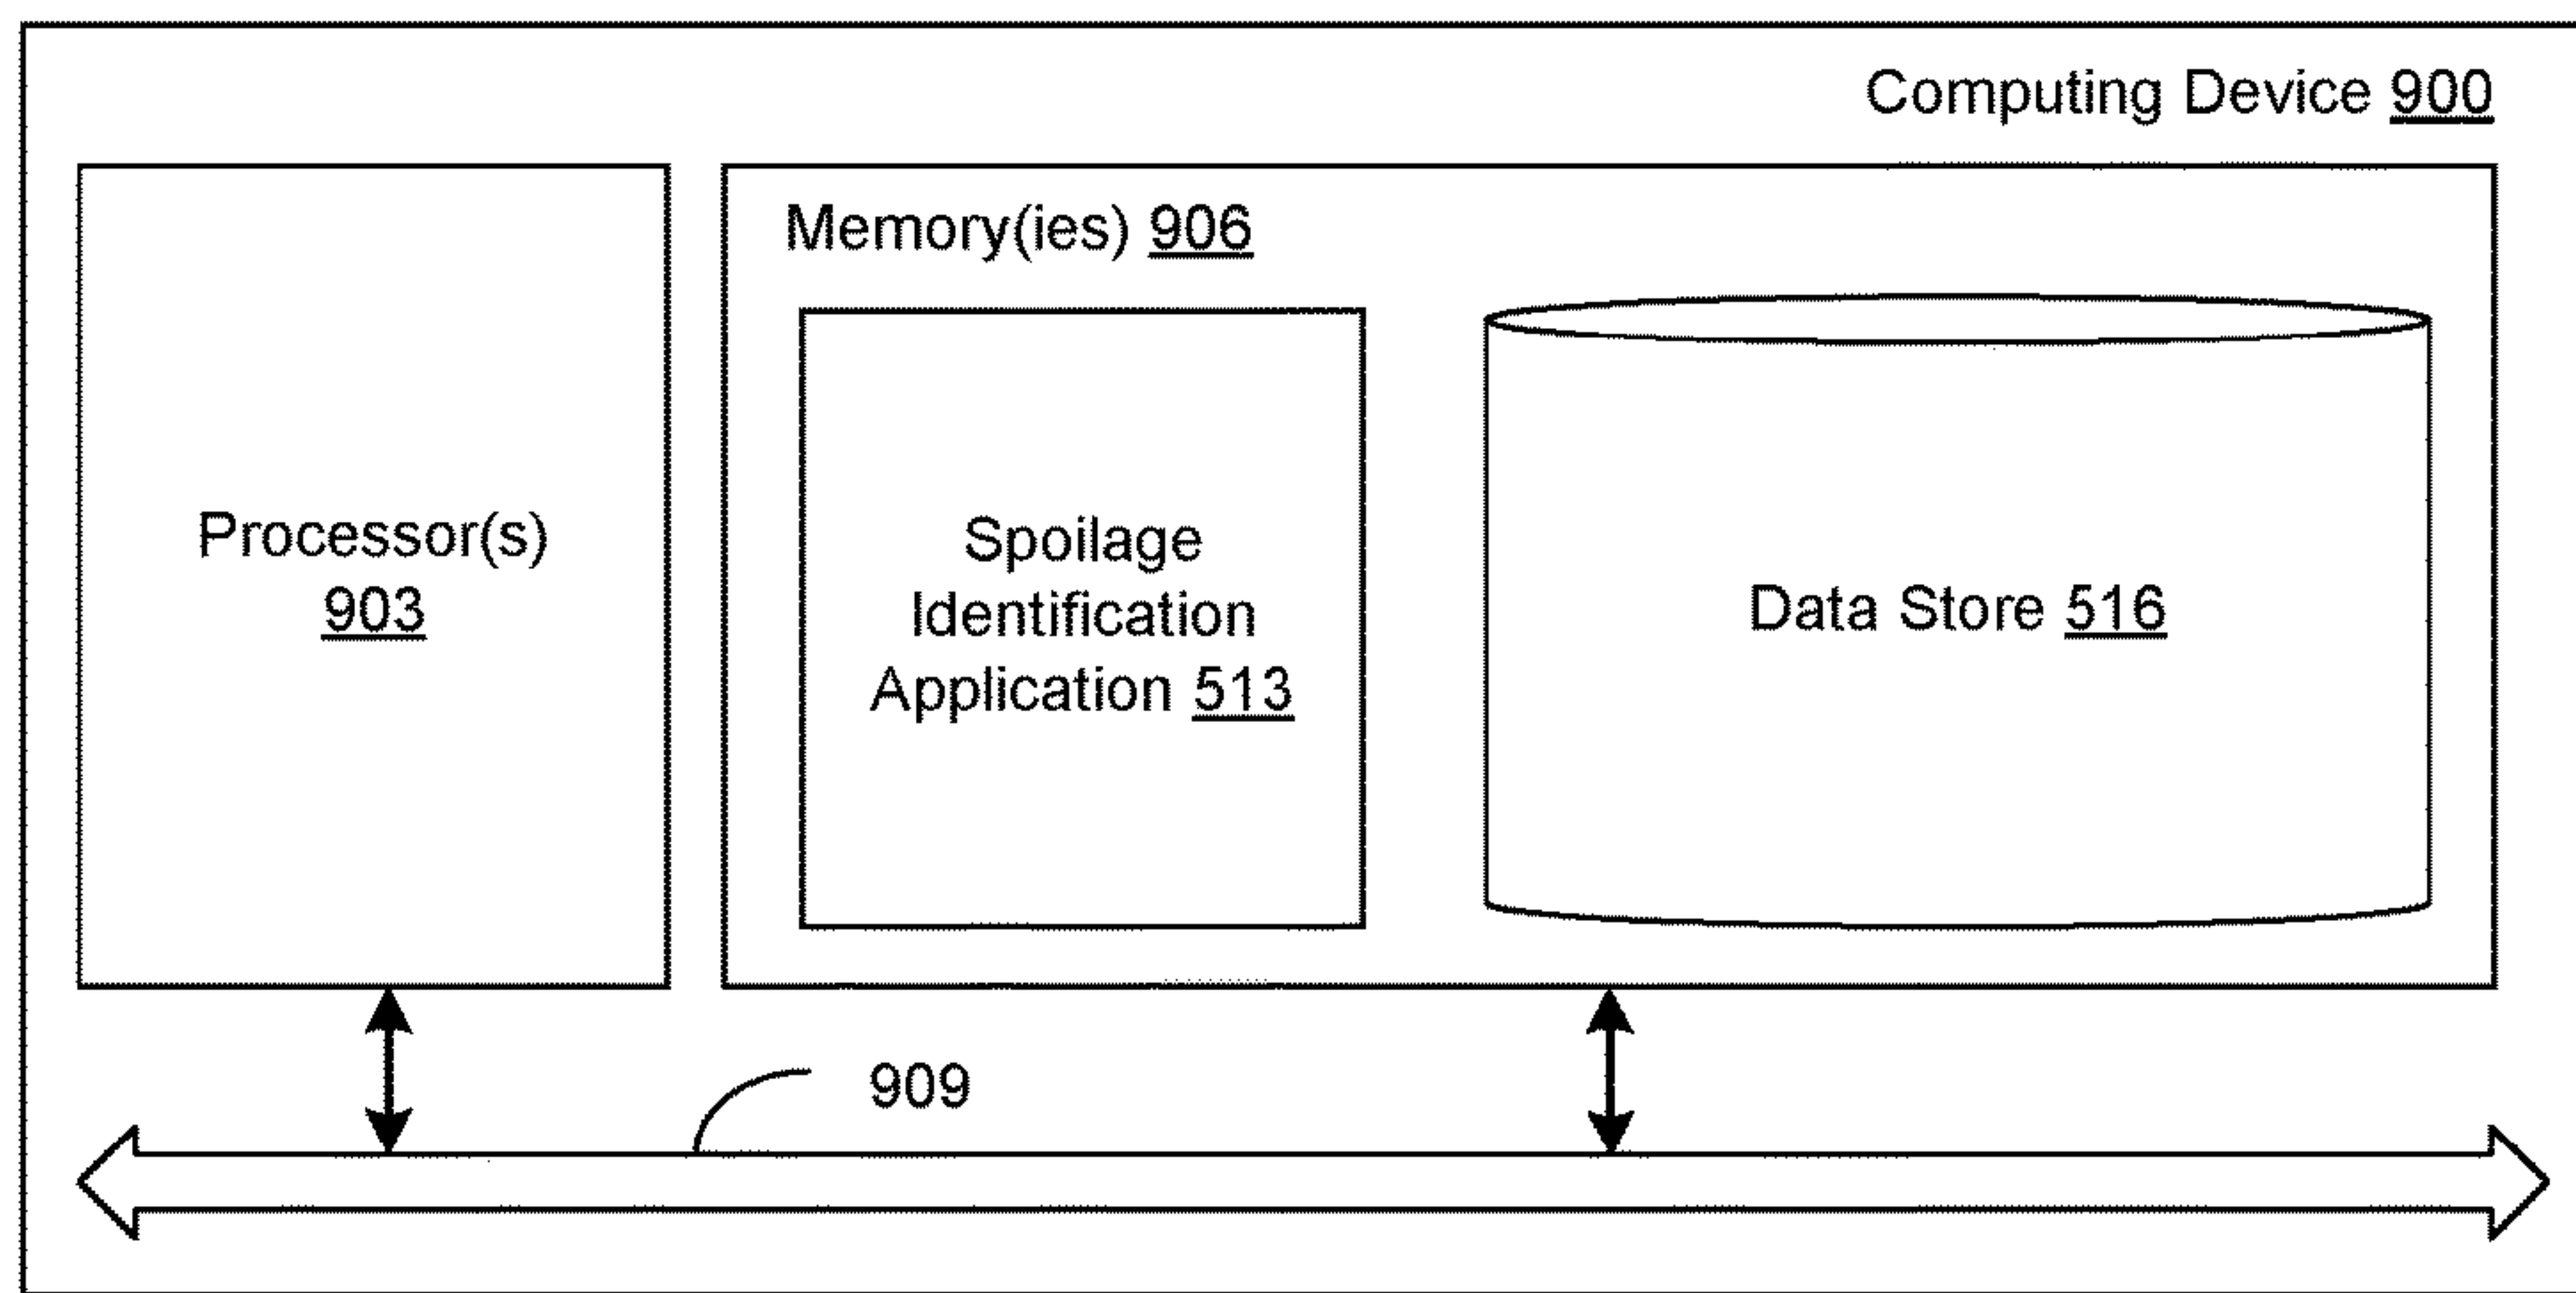 Computing Device 900
Memory(ies) 906
Processor(s)
903
Spoilage
Identification
Application 513
Data Store 516
909